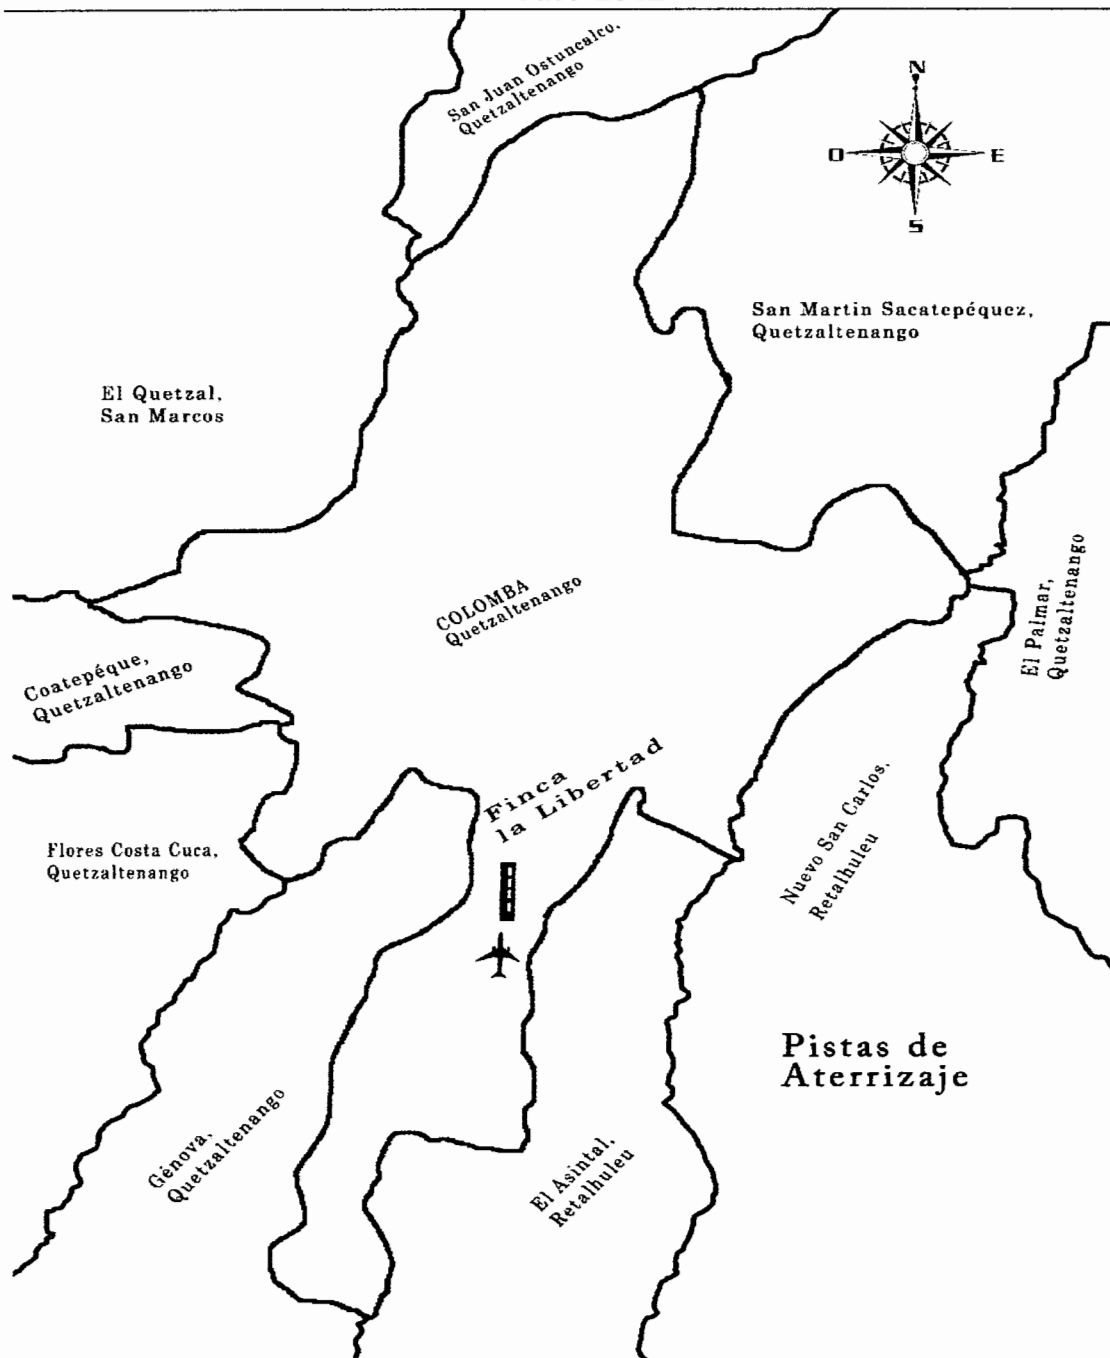 San Juan Ostuncalco,
Quetzaltenango
N
O
E
S
San Martin Sacatepéquez,
Quetzaltenango
El Quetzal,
San Marcos
COLOMBA
Quetzaltenango
El Palmar,
Quetzaltenango
Coatepéque,
Quetzaltenango
Finca
la Libertad
Nuevo San Carlos,
Retalhuleu
Flores Costa Cuca,
Quetzaltenango
Pistas de
Aterrizaje
Génova,
Quetzaltenango
El Asintal,
Retalhuleu